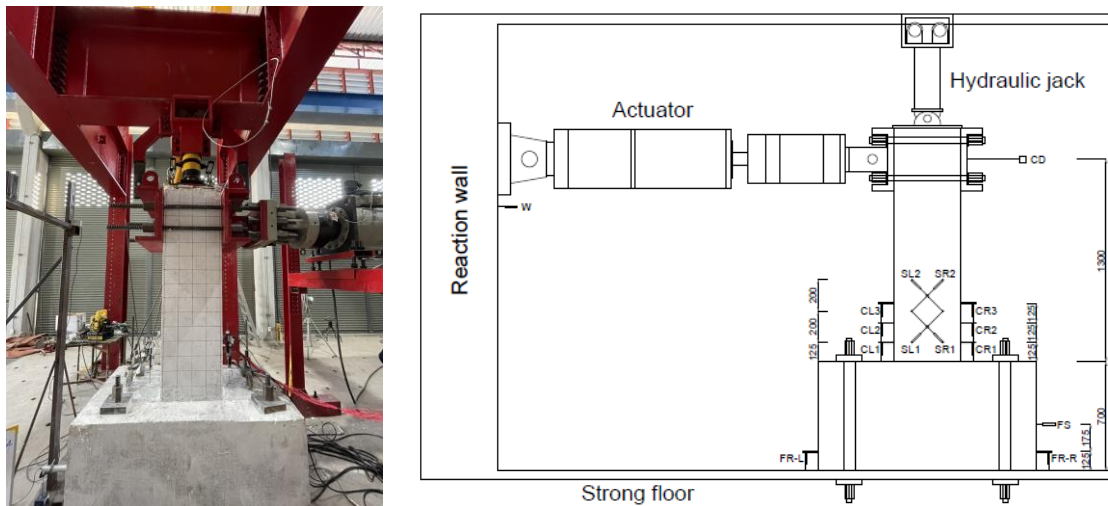 Hydraulic jack
Actuator
CD
W
Reaction wall
1300
SL2 SR2
200
CL3 CR3
125
200
CL2 CR2
125
125
CL1 SL1 SR1 CR1
125
700
FS
175
FR-L FR-R
125
Strong floor